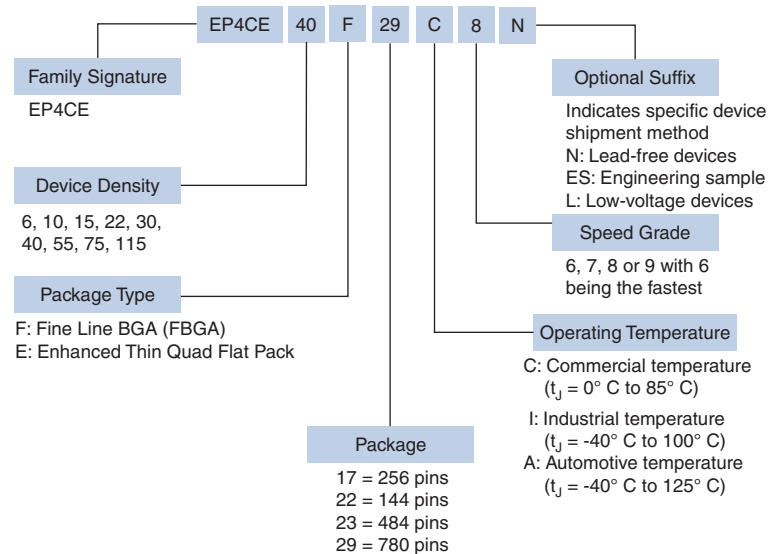 EP4CE 40 F 29 C 8 N
Family Signature
EP4CE
Device Density
6, 10, 15, 22, 30,
40, 55, 75, 115
Package Type
F: Fine Line BGA (FBGA)
E: Enhanced Thin Quad Flat Pack
Package
17 = 256 pins
22 = 144 pins
23 = 484 pins
29 = 780 pins
Optional Suffix
Indicates specific device
shipment method
N: Lead-free devices
ES: Engineering sample
L: Low-voltage devices
Speed Grade
6, 7, 8 or 9 with 6
being the fastest
Operating Temperature
C: Commercial temperature
(tJ = 0° C to 85° C)
I: Industrial temperature
(tJ = -40° C to 100° C)
A: Automotive temperature
(tJ = -40° C to 125° C)